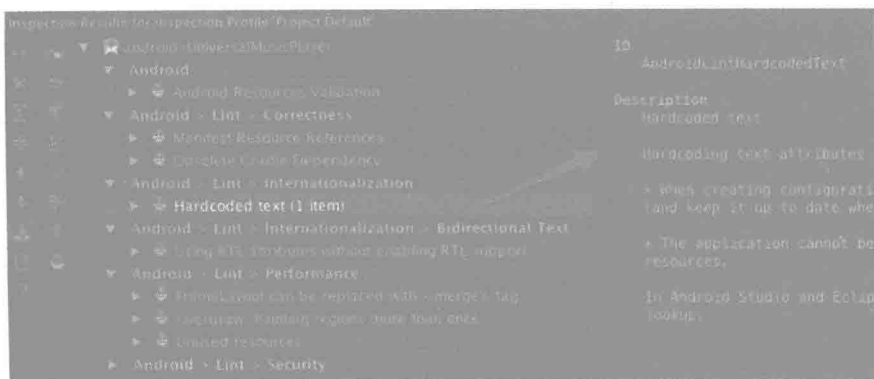 Inspection Results for Inspection Profile 'Project Default'
android-UniversalMusicPlayer
Android
Android Resources Validation
Android > Lint > Correctness
Manifest Resource References
Obsolete Gradle Dependency
Android > Lint > Internationalization
Hardcoded text (1 item)
Android > Lint > Internationalization > Bidirectional Text
Using RTL attributes without enabling RTL support
Android > Lint > Performance
FrameLayout can be replaced with <merge> tag
Overdraw: Painting regions more than once
Unused resources
Android > Lint > Security
ID
AndroidLintHardcodedText
Description
Hardcoded text
Hardcoding text attributes
* When creating configurati
(and keep it up to date whe
* The application cannot be
resources.
In Android Studio and Eclip
lookup.